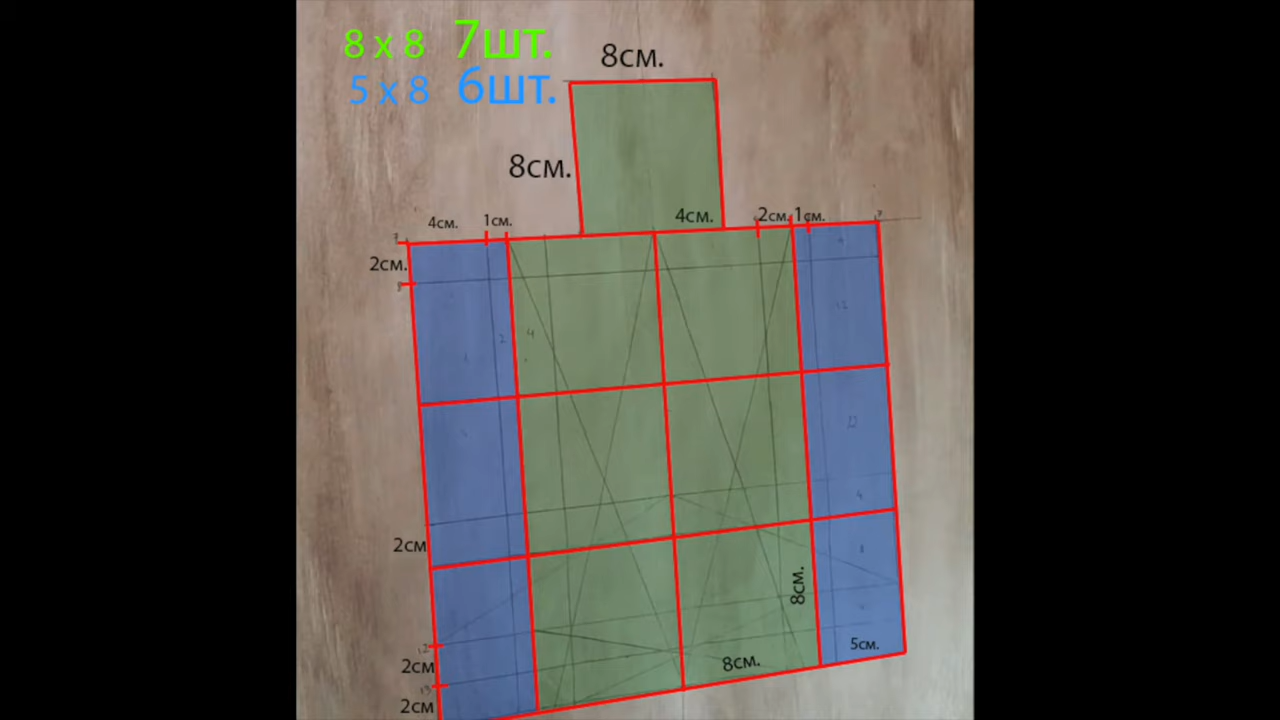 8 x 8 7шт.
5 x 8 6шт.
8см.
8см.
4см. 1см. 4см. 2см. 1см.
2см.
2см
8см.
2см
8см.
5см.
2см